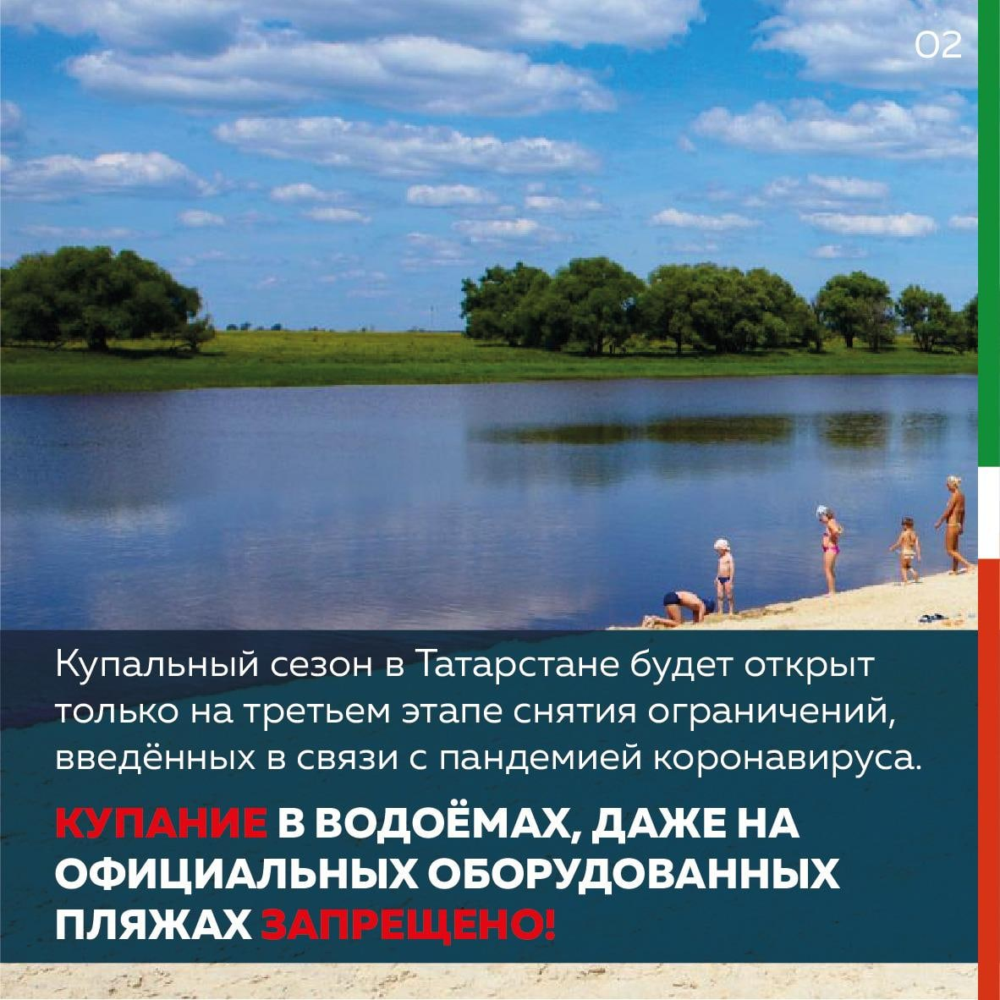 02
Купальный сезон в Татарстане будет открыт
только на третьем этапе снятия ограничений,
введённых в связи с пандемией коронавируса.
КУПАНИЕ В ВОДОЁМАХ, ДАЖЕ НА
ОФИЦИАЛЬНЫХ ОБОРУДОВАННЫХ
ПЛЯЖАХ ЗАПРЕЩЕНО!